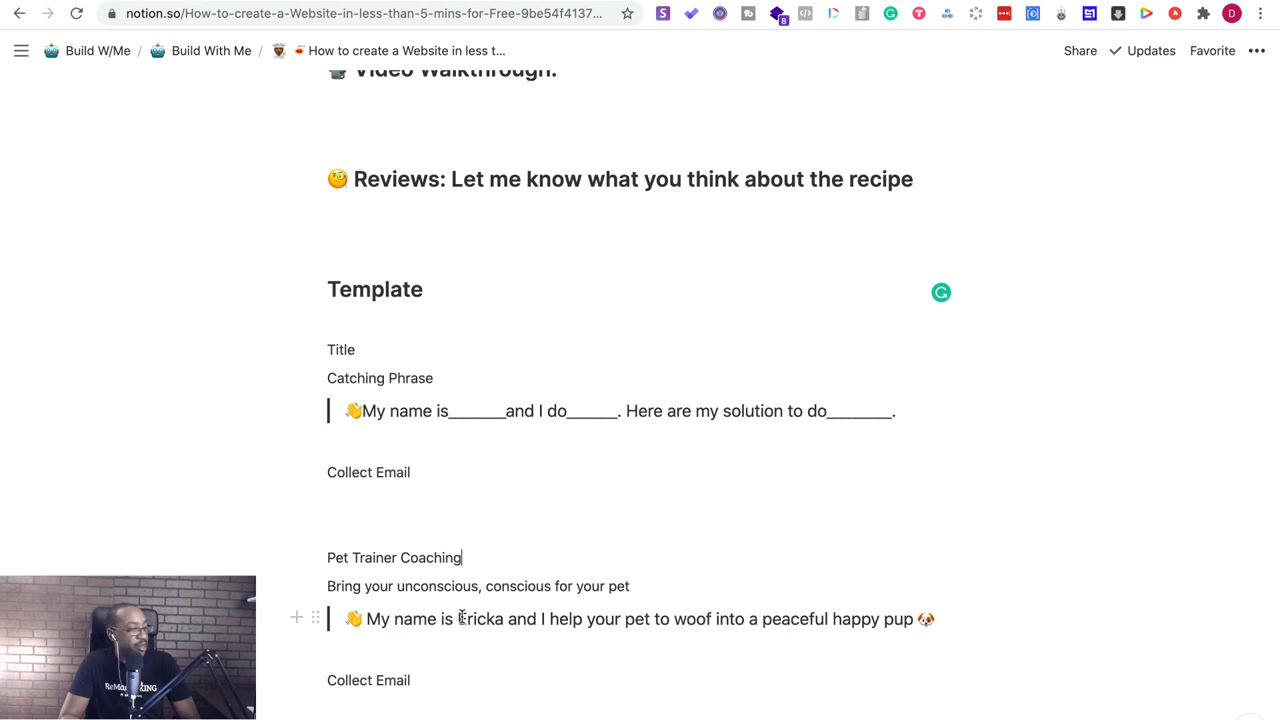 notion.so/How-to-create-a-Website-in-less-than-5-mins-for-Free-9be54f4137...
8
D
Build W/Me / Build With Me / How to create a Website in less t...
Share Updates Favorite
Video Walkthrough:
🧐 Reviews: Let me know what you think about the recipe
Template
Title
Catching Phrase
👋My name is_______and I do______. Here are my solution to do________.
Collect Email
Pet Trainer Coaching
Bring your unconscious, conscious for your pet
👋 My name is Ericka and I help your pet to woof into a peaceful happy pup 🐶
Collect Email